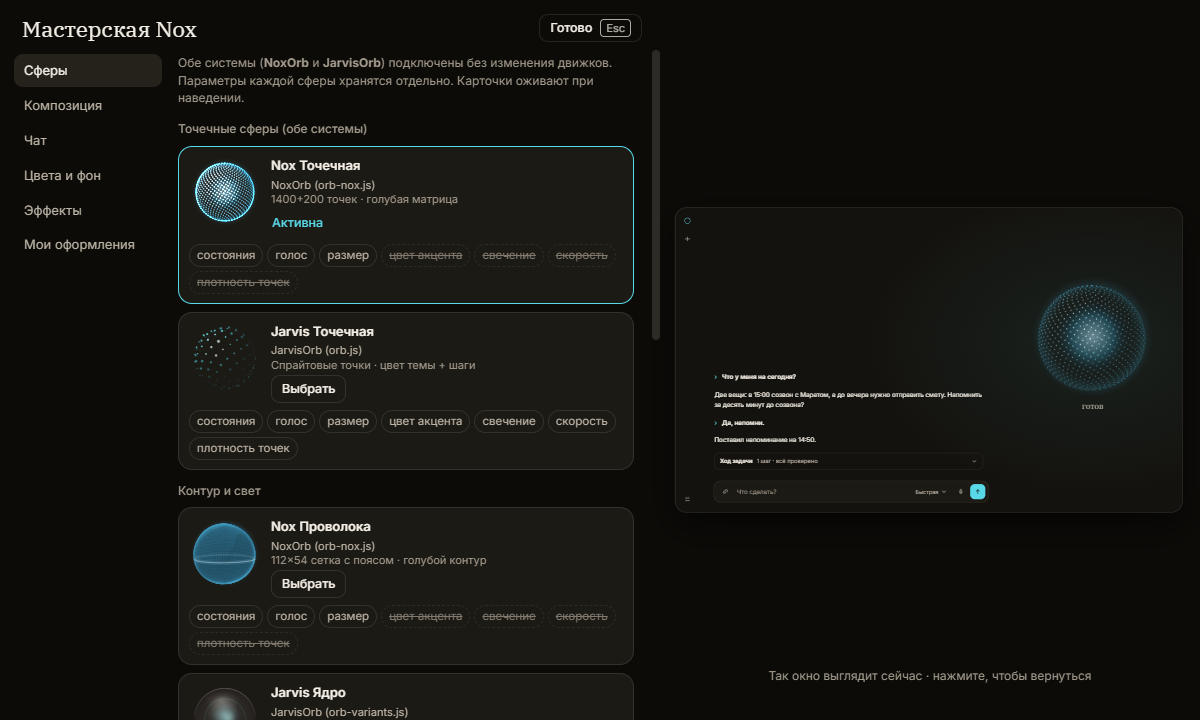 Мастерская Nox
Готово Esc
Сферы
Композиция
Чат
Цвета и фон
Эффекты
Мои оформления
Обе системы (NoxOrb и JarvisOrb) подключены без изменения движков.
Параметры каждой сферы хранятся отдельно. Карточки оживают при
наведении.
Точечные сферы (обе системы)
Nox Точечная
NoxOrb (orb-nox.js)
1400+200 точек · голубая матрица
Активна
состояния голос размер цвет акцента свечение скорость
плотность точек
Jarvis Точечная
JarvisOrb (orb.js)
Спрайтовые точки · цвет темы + шаги
Выбрать
состояния голос размер цвет акцента свечение скорость
плотность точек
Контур и свет
Nox Проволока
NoxOrb (orb-nox.js)
112×54 сетка с поясом · голубой контур
Выбрать
состояния голос размер цвет акцента свечение скорость
плотность точек
Jarvis Ядро
JarvisOrb (orb-variants.js)
Что у меня на сегодня?
Две вещи: в 15:00 созвон с Маратом, а до вечера нужно отправить смету. Напомнить
за десять минут до созвона?
Да, напомни.
Поставил напоминание на 14:50.
Ход задачи 1 шаг · всё проверено
Что сделать? Быстрая
готов
Так окно выглядит сейчас · нажмите, чтобы вернуться